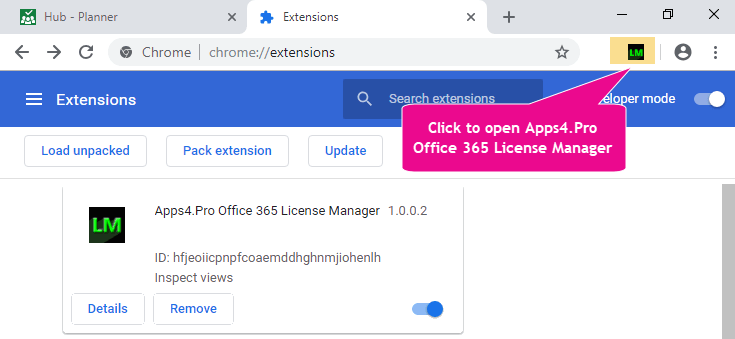 Hub - Planner
Extensions
Chrome
chrome://extensions
LM
Extensions
Search extensions
eloper mode
Click to open Apps4.Pro
Office 365 License Manager
Load unpacked
Pack extension
Update
LM
Apps4.Pro Office 365 License Manager 1.0.0.2
ID: hfjeoiicpnpfcoaemddhghnmjiohenlh
Inspect views
Details
Remove